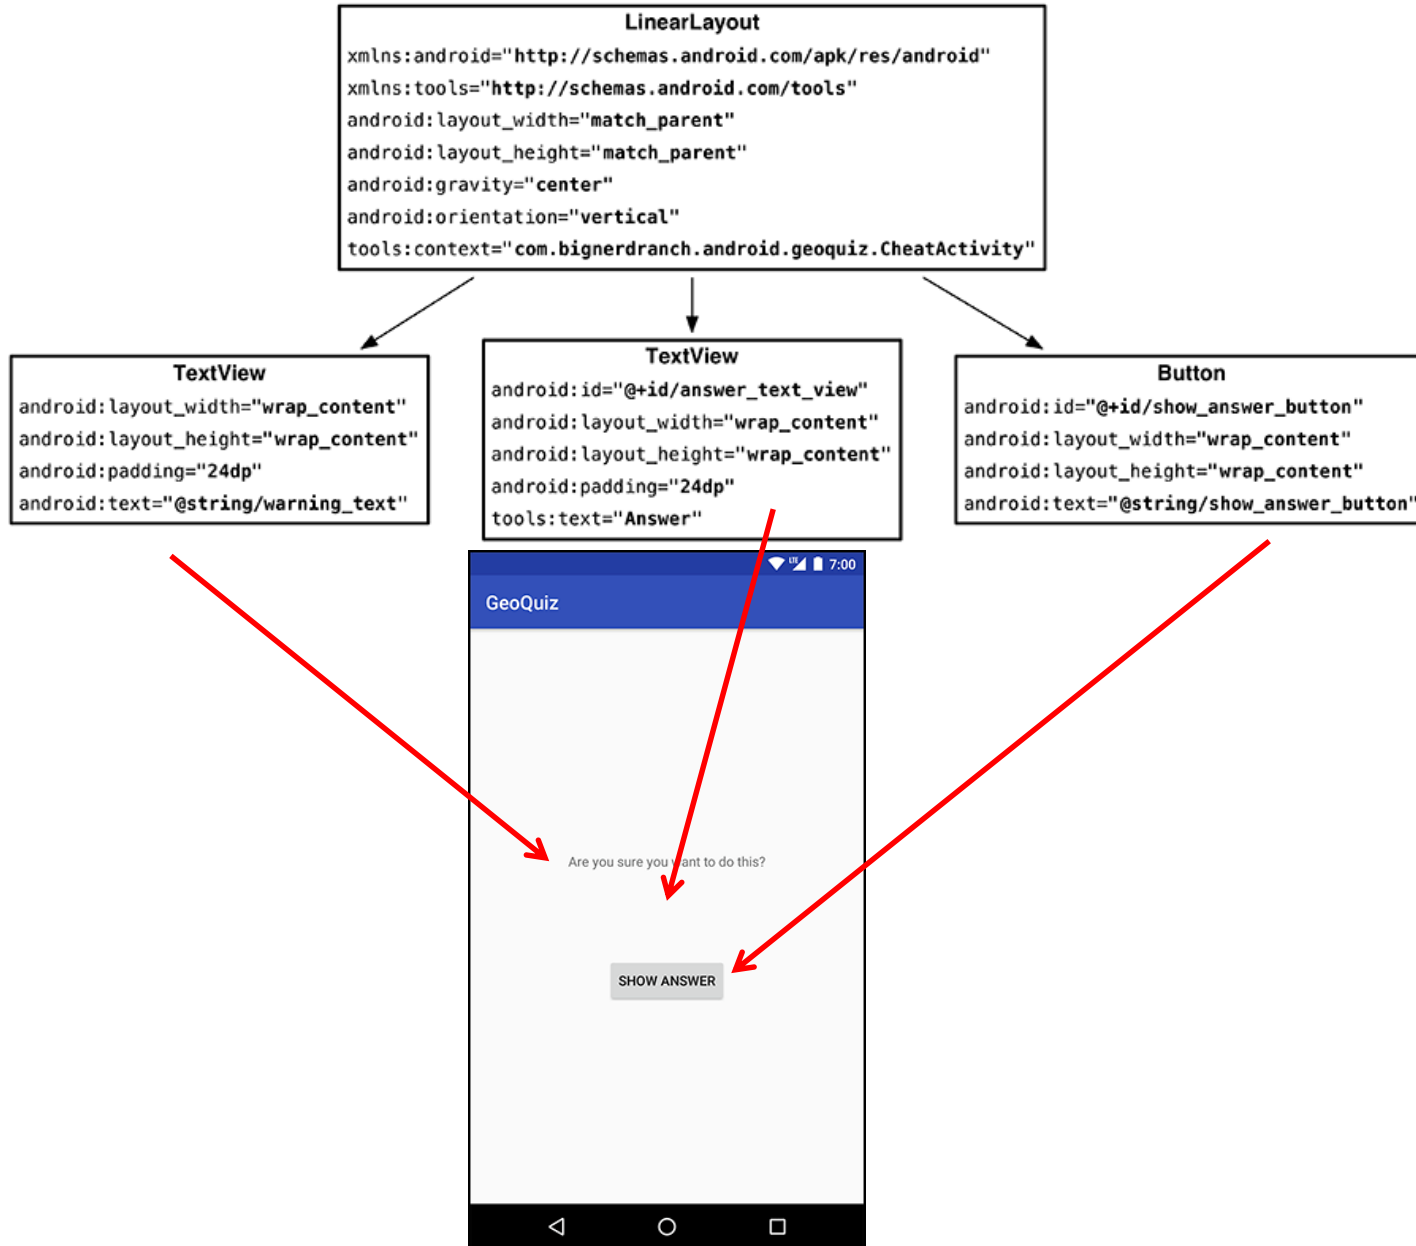 LinearLayout
xmlns:android="http://schemas.android.com/apk/res/android"
xmlns:tools="http://schemas.android.com/tools"
android:layout_width="match_parent"
android:layout_height="match_parent"
android:gravity="center"
android:orientation="vertical"
tools:context="com.bignerdranch.android.geoquiz.CheatActivity"
TextView
android:layout_width="wrap_content"
android:layout_height="wrap_content"
android:padding="24dp"
android:text="@string/warning_text"
TextView
android:id="@+id/answer_text_view"
android:layout_width="wrap_content"
android:layout_height="wrap_content"
android:padding="24dp"
tools:text="Answer"
Button
android:id="@+id/show_answer_button"
android:layout_width="wrap_content"
android:layout_height="wrap_content"
android:text="@string/show_answer_button"
LTE 7:00
GeoQuiz
Are you sure you want to do this?
SHOW ANSWER